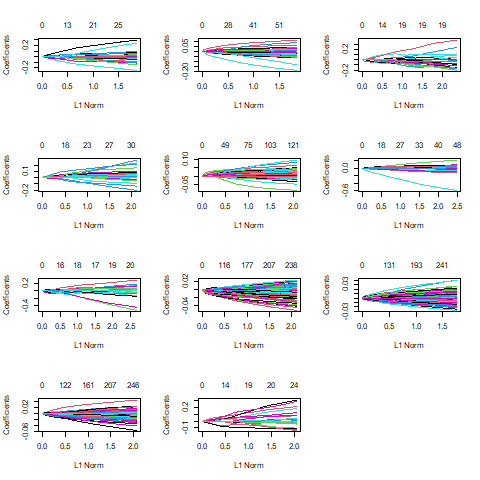 0 13 21 25
Coefficients
-0.2 0.2
0.0 0.5 1.0 1.5
L1 Norm
0 28 41 51
Coefficients
-0.20 0.05
0.0 0.5 1.0 1.5
L1 Norm
0 14 19 19 19
Coefficients
-0.2 0.2
0.0 0.5 1.0 1.5 2.0
L1 Norm
0 18 23 27 30
Coefficients
-0.2 0.1
0.0 0.5 1.0 1.5 2.0
L1 Norm
0 49 75 103 121
Coefficients
-0.05 0.10
0.0 0.5 1.0 1.5 2.0
L1 Norm
0 18 27 33 40 46
Coefficients
-0.6 0.0
0.0 0.5 1.0 1.5 2.0 2.5
L1 Norm
0 16 18 17 19 20
Coefficients
-0.4 0.2
0.0 0.5 1.0 1.5 2.0 2.5
L1 Norm
0 116 177 207 238
Coefficients
-0.04 0.02
0.0 0.5 1.0 1.5 2.0
L1 Norm
0 131 193 241
Coefficients
-0.03 0.03
0.0 0.5 1.0 1.5
L1 Norm
0 122 161 207 246
Coefficients
-0.06 0.02
0.0 0.5 1.0 1.5 2.0
L1 Norm
0 14 19 20 24
Coefficients
-0.1 0.2
0.0 0.5 1.0 1.5 2.0
L1 Norm